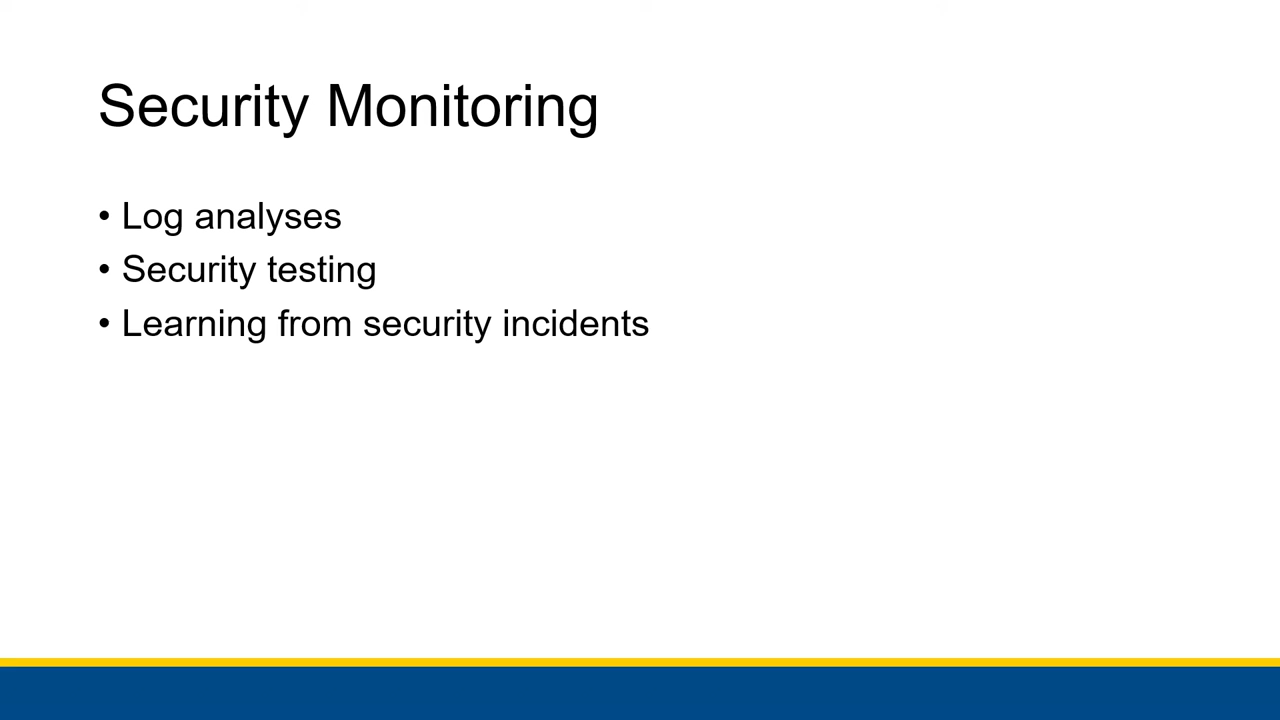 Security Monitoring
• Log analyses
• Security testing
• Learning from security incidents